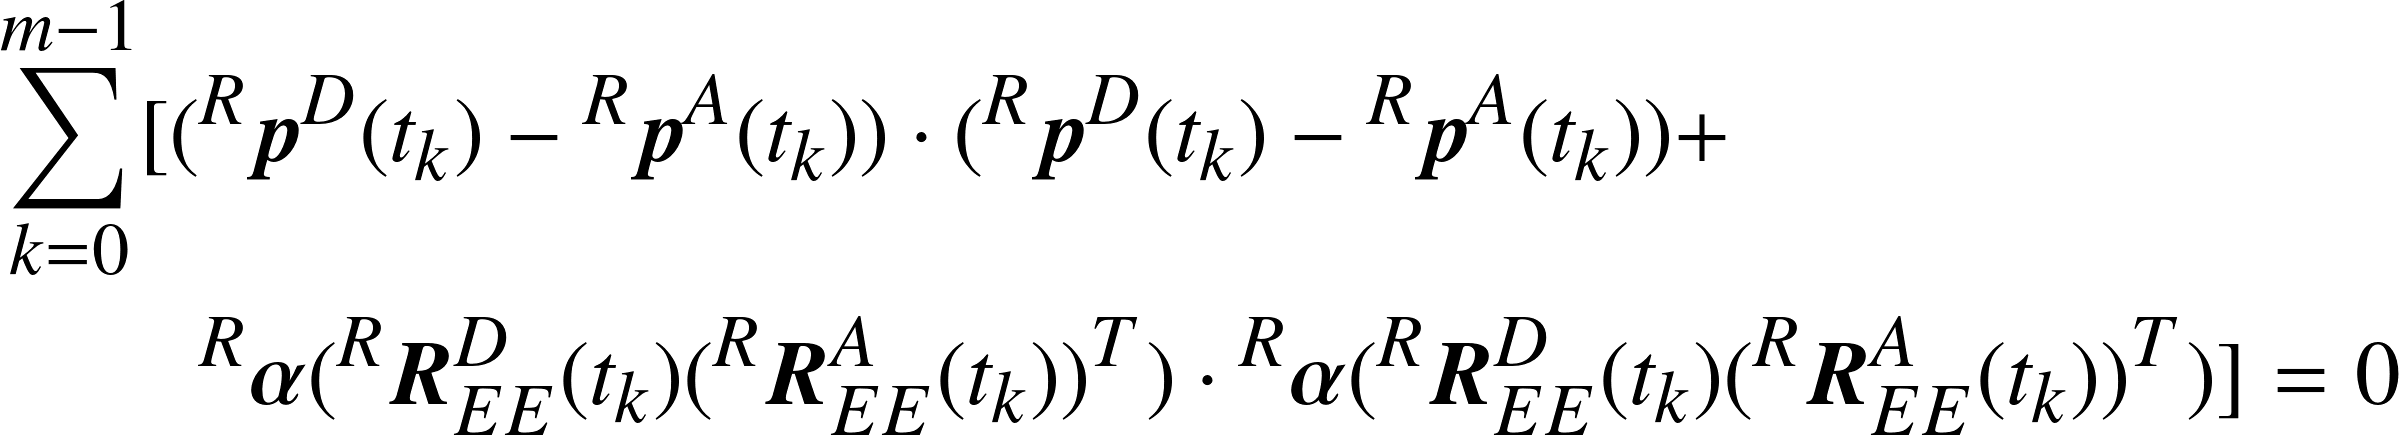 \sum_{k=0}^{m-1} [({}^{R}\boldsymbol{p}^{D}(t_k) - {}^{R}\boldsymbol{p}^{A}(t_k)) \cdot ({}^{R}\boldsymbol{p}^{D}(t_k) - {}^{R}\boldsymbol{p}^{A}(t_k)) +
{}^{R}\boldsymbol{\alpha}({}^{R}\boldsymbol{R}_{EE}^{D}(t_k)({}^{R}\boldsymbol{R}_{EE}^{A}(t_k))^{T}) \cdot {}^{R}\boldsymbol{\alpha}({}^{R}\boldsymbol{R}_{EE}^{D}(t_k)({}^{R}\boldsymbol{R}_{EE}^{A}(t_k))^{T})] = 0